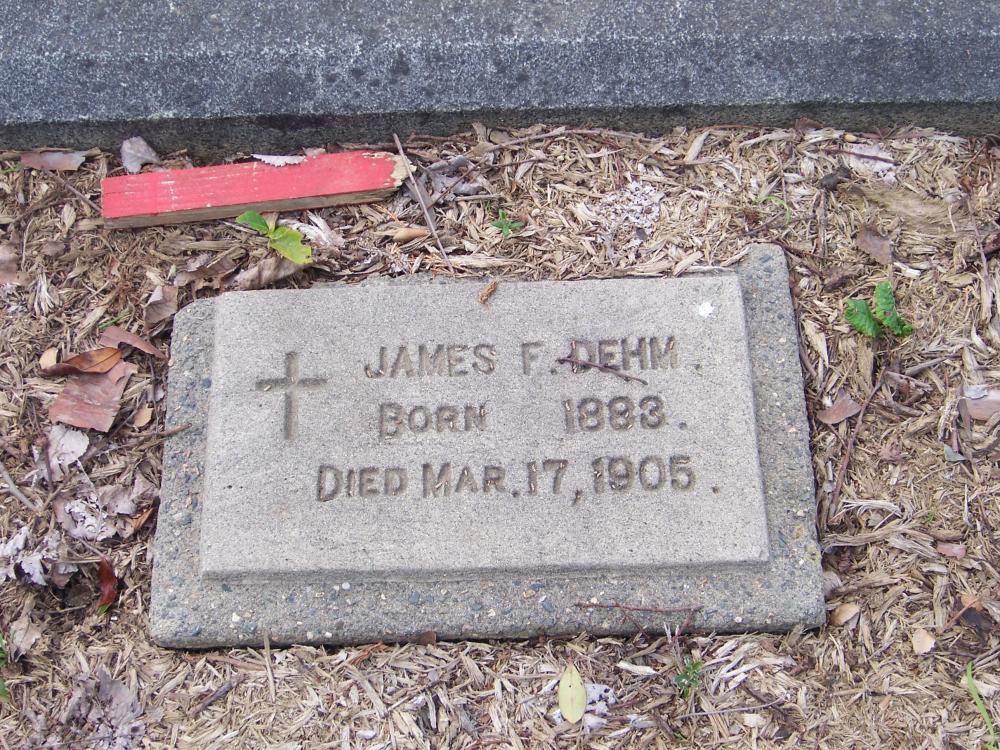 JAMES F. DEHM.
BORN 1883.
DIED MAR. 17, 1905.